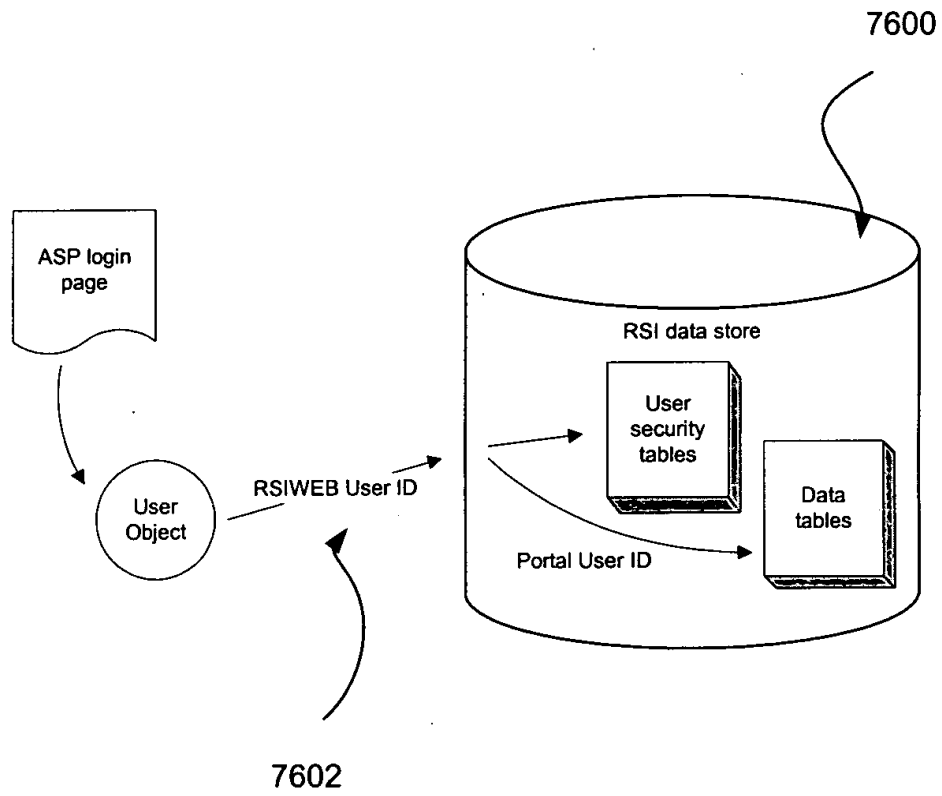 7600
ASP login
page
RSI data store
User
security
tables
RSIWEB User ID
User
Object
Data
tables
Portal User ID
7602